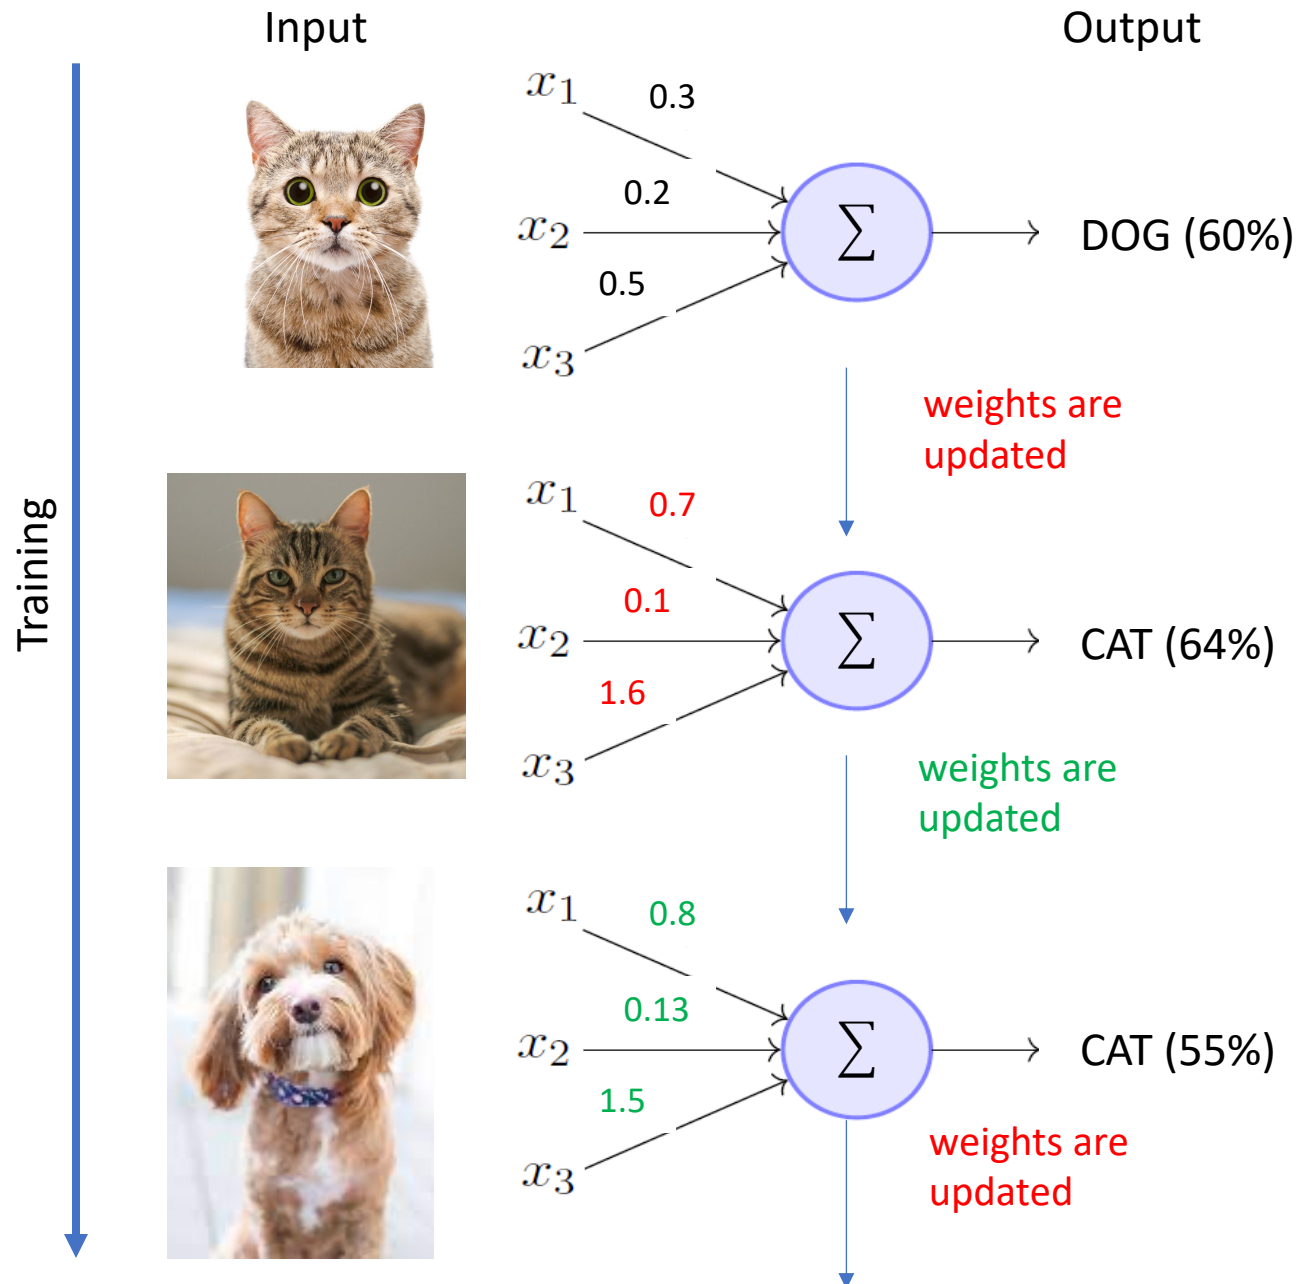 Input
Output
Training
x1
0.3
x2
0.2
0.5
x3
∑
DOG (60%)
weights are
updated
x1
0.7
x2
0.1
1.6
x3
∑
CAT (64%)
weights are
updated
x1
0.8
x2
0.13
1.5
x3
∑
CAT (55%)
weights are
updated